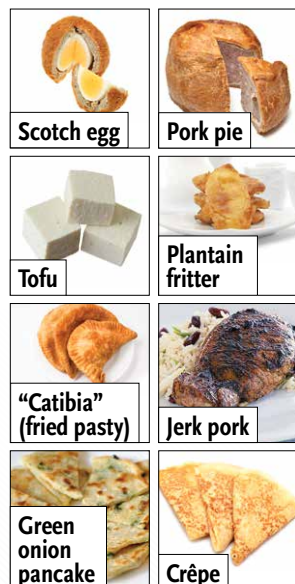 Scotch egg
Pork pie
Tofu
Plantain
fritter
“Catibia”
(fried pasty)
Jerk pork
Green
onion
pancake
Crêpe